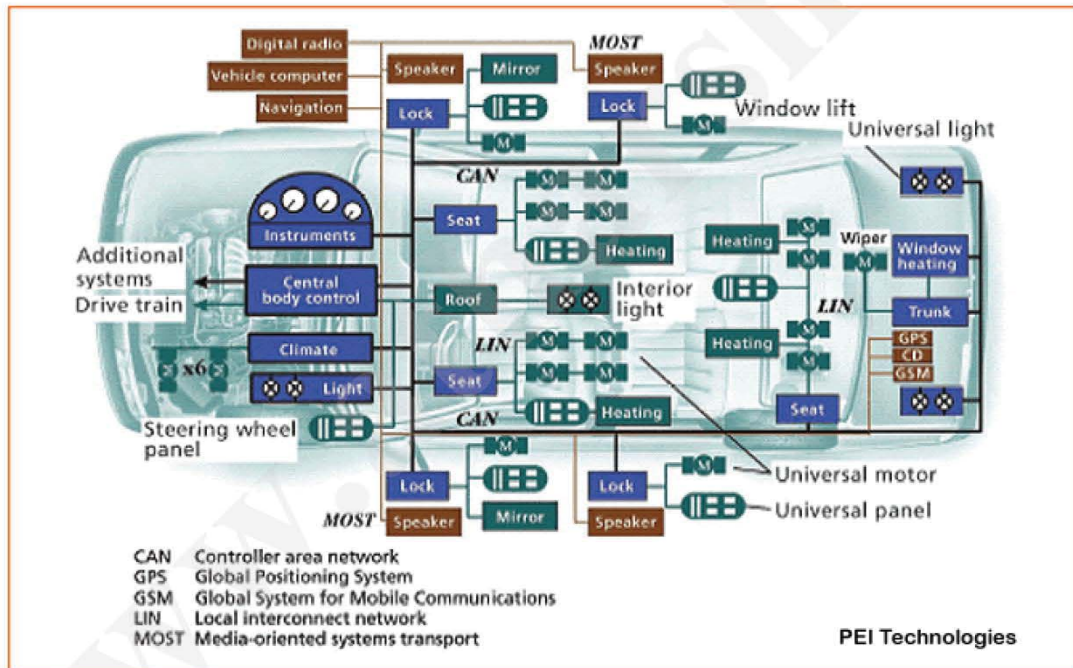 Digital radio
MOST
Vehicle computer
Speaker
Mirror
Speaker
Navigation
Lock
Lock
M
M
Window lift
Universal light
CAN
M M
M M
Seat
Heating
Instruments
Heating
M
Wiper
M
M
Window heating
Additional systems
Drive train
Central body control
Roof
Interior light
LIN
Trunk
Climate
LIN
M M
Heating
M
GPS
CD
GSM
x6
Light
Seat
M M
M
CAN
Heating
Seat
Steering wheel panel
M
Lock
Lock
M
Universal motor
MOST
Speaker
Mirror
Speaker
Universal panel
CAN Controller area network
GPS Global Positioning System
GSM Global System for Mobile Communications
LIN Local interconnect network
MOST Media-oriented systems transport
PEI Technologies